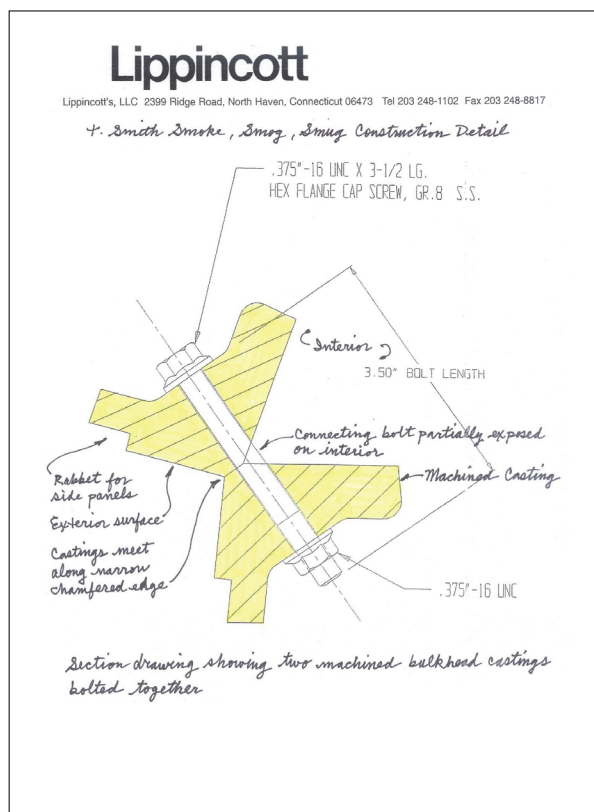 Lippincott
Lippincott's, LLC 2399 Ridge Road, North Haven, Connecticut 06473 Tel 203 248-1102 Fax 203 248-8817
T. Smith Smoke, Smog, Smug Construction Detail
.375"-16 UNC X 3-1/2 LG.
HEX FLANGE CAP SCREW, GR.8 S.S.
Interior
3.50" BOLT LENGTH
Connecting bolt partially exposed
on interior
Machined Casting
Rabbet for
side panels
Exterior surface
Castings meet
along narrow
chamfered edge
.375"-16 UNC
Section drawing showing two machined bulkhead castings
bolted together